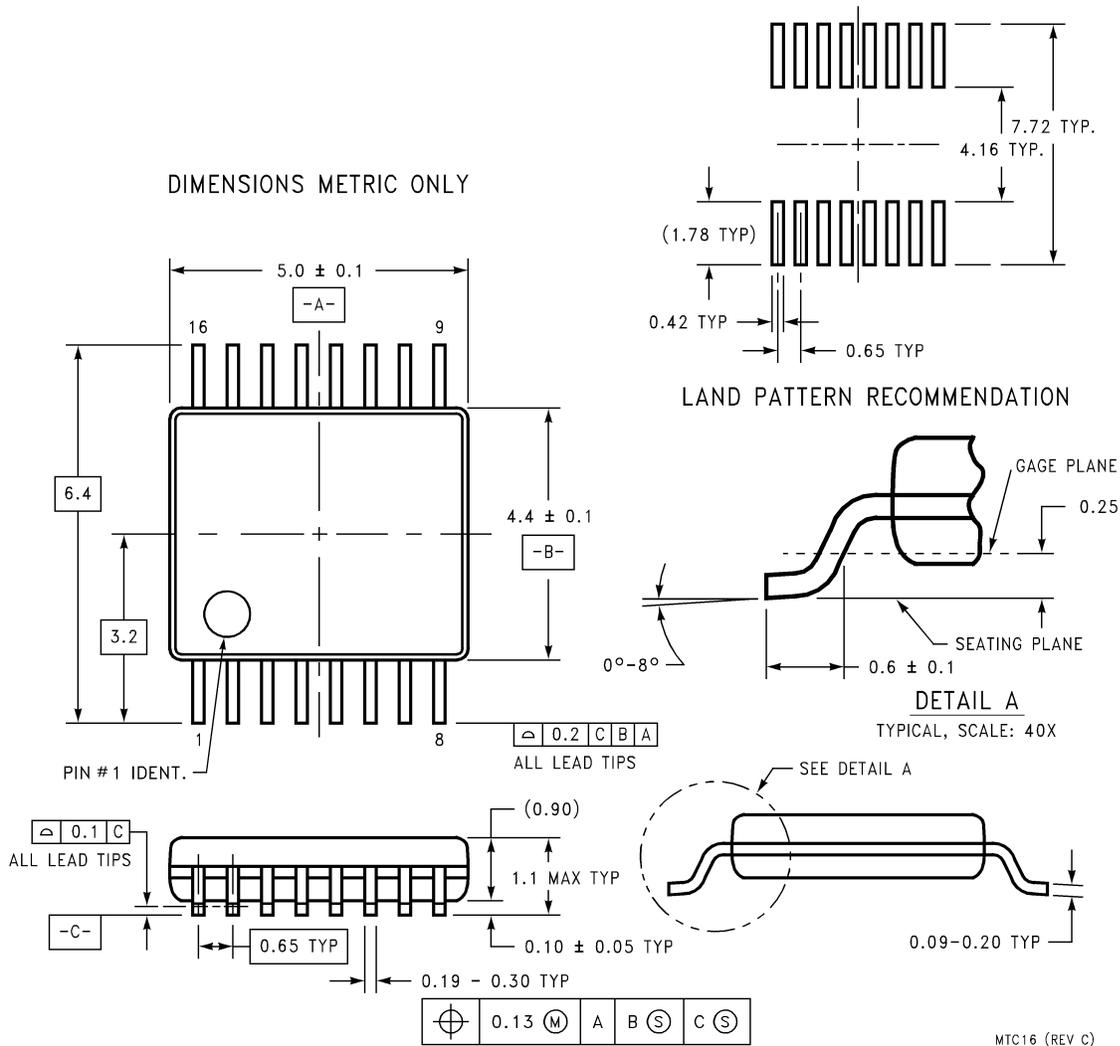 7.72 TYP.
4.16 TYP.
DIMENSIONS METRIC ONLY
(1.78 TYP)
5.0 ± 0.1
-A-
0.42 TYP
16
9
0.65 TYP
LAND PATTERN RECOMMENDATION
GAGE PLANE
6.4
0.25
4.4 ± 0.1
-B-
3.2
SEATING PLANE
0°-8°
0.6 ± 0.1
DETAIL A
1
8
⌓ 0.2 C B A
TYPICAL, SCALE: 40X
PIN #1 IDENT.
ALL LEAD TIPS
SEE DETAIL A
(0.90)
⌓ 0.1 C
ALL LEAD TIPS
1.1 MAX TYP
-C-
0.65 TYP
0.10 ± 0.05 TYP
0.09-0.20 TYP
0.19 - 0.30 TYP
⌖ 0.13 Ⓜ A B Ⓢ C Ⓢ
MTC16 (REV C)